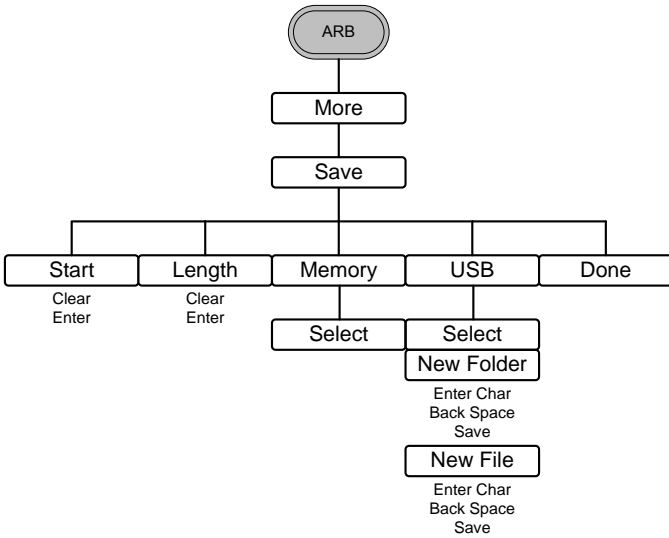 ARB
More
Save
Start
Length
Memory
USB
Done
Clear
Enter
Clear
Enter
Select
Select
New Folder
Enter Char
Back Space
Save
New File
Enter Char
Back Space
Save